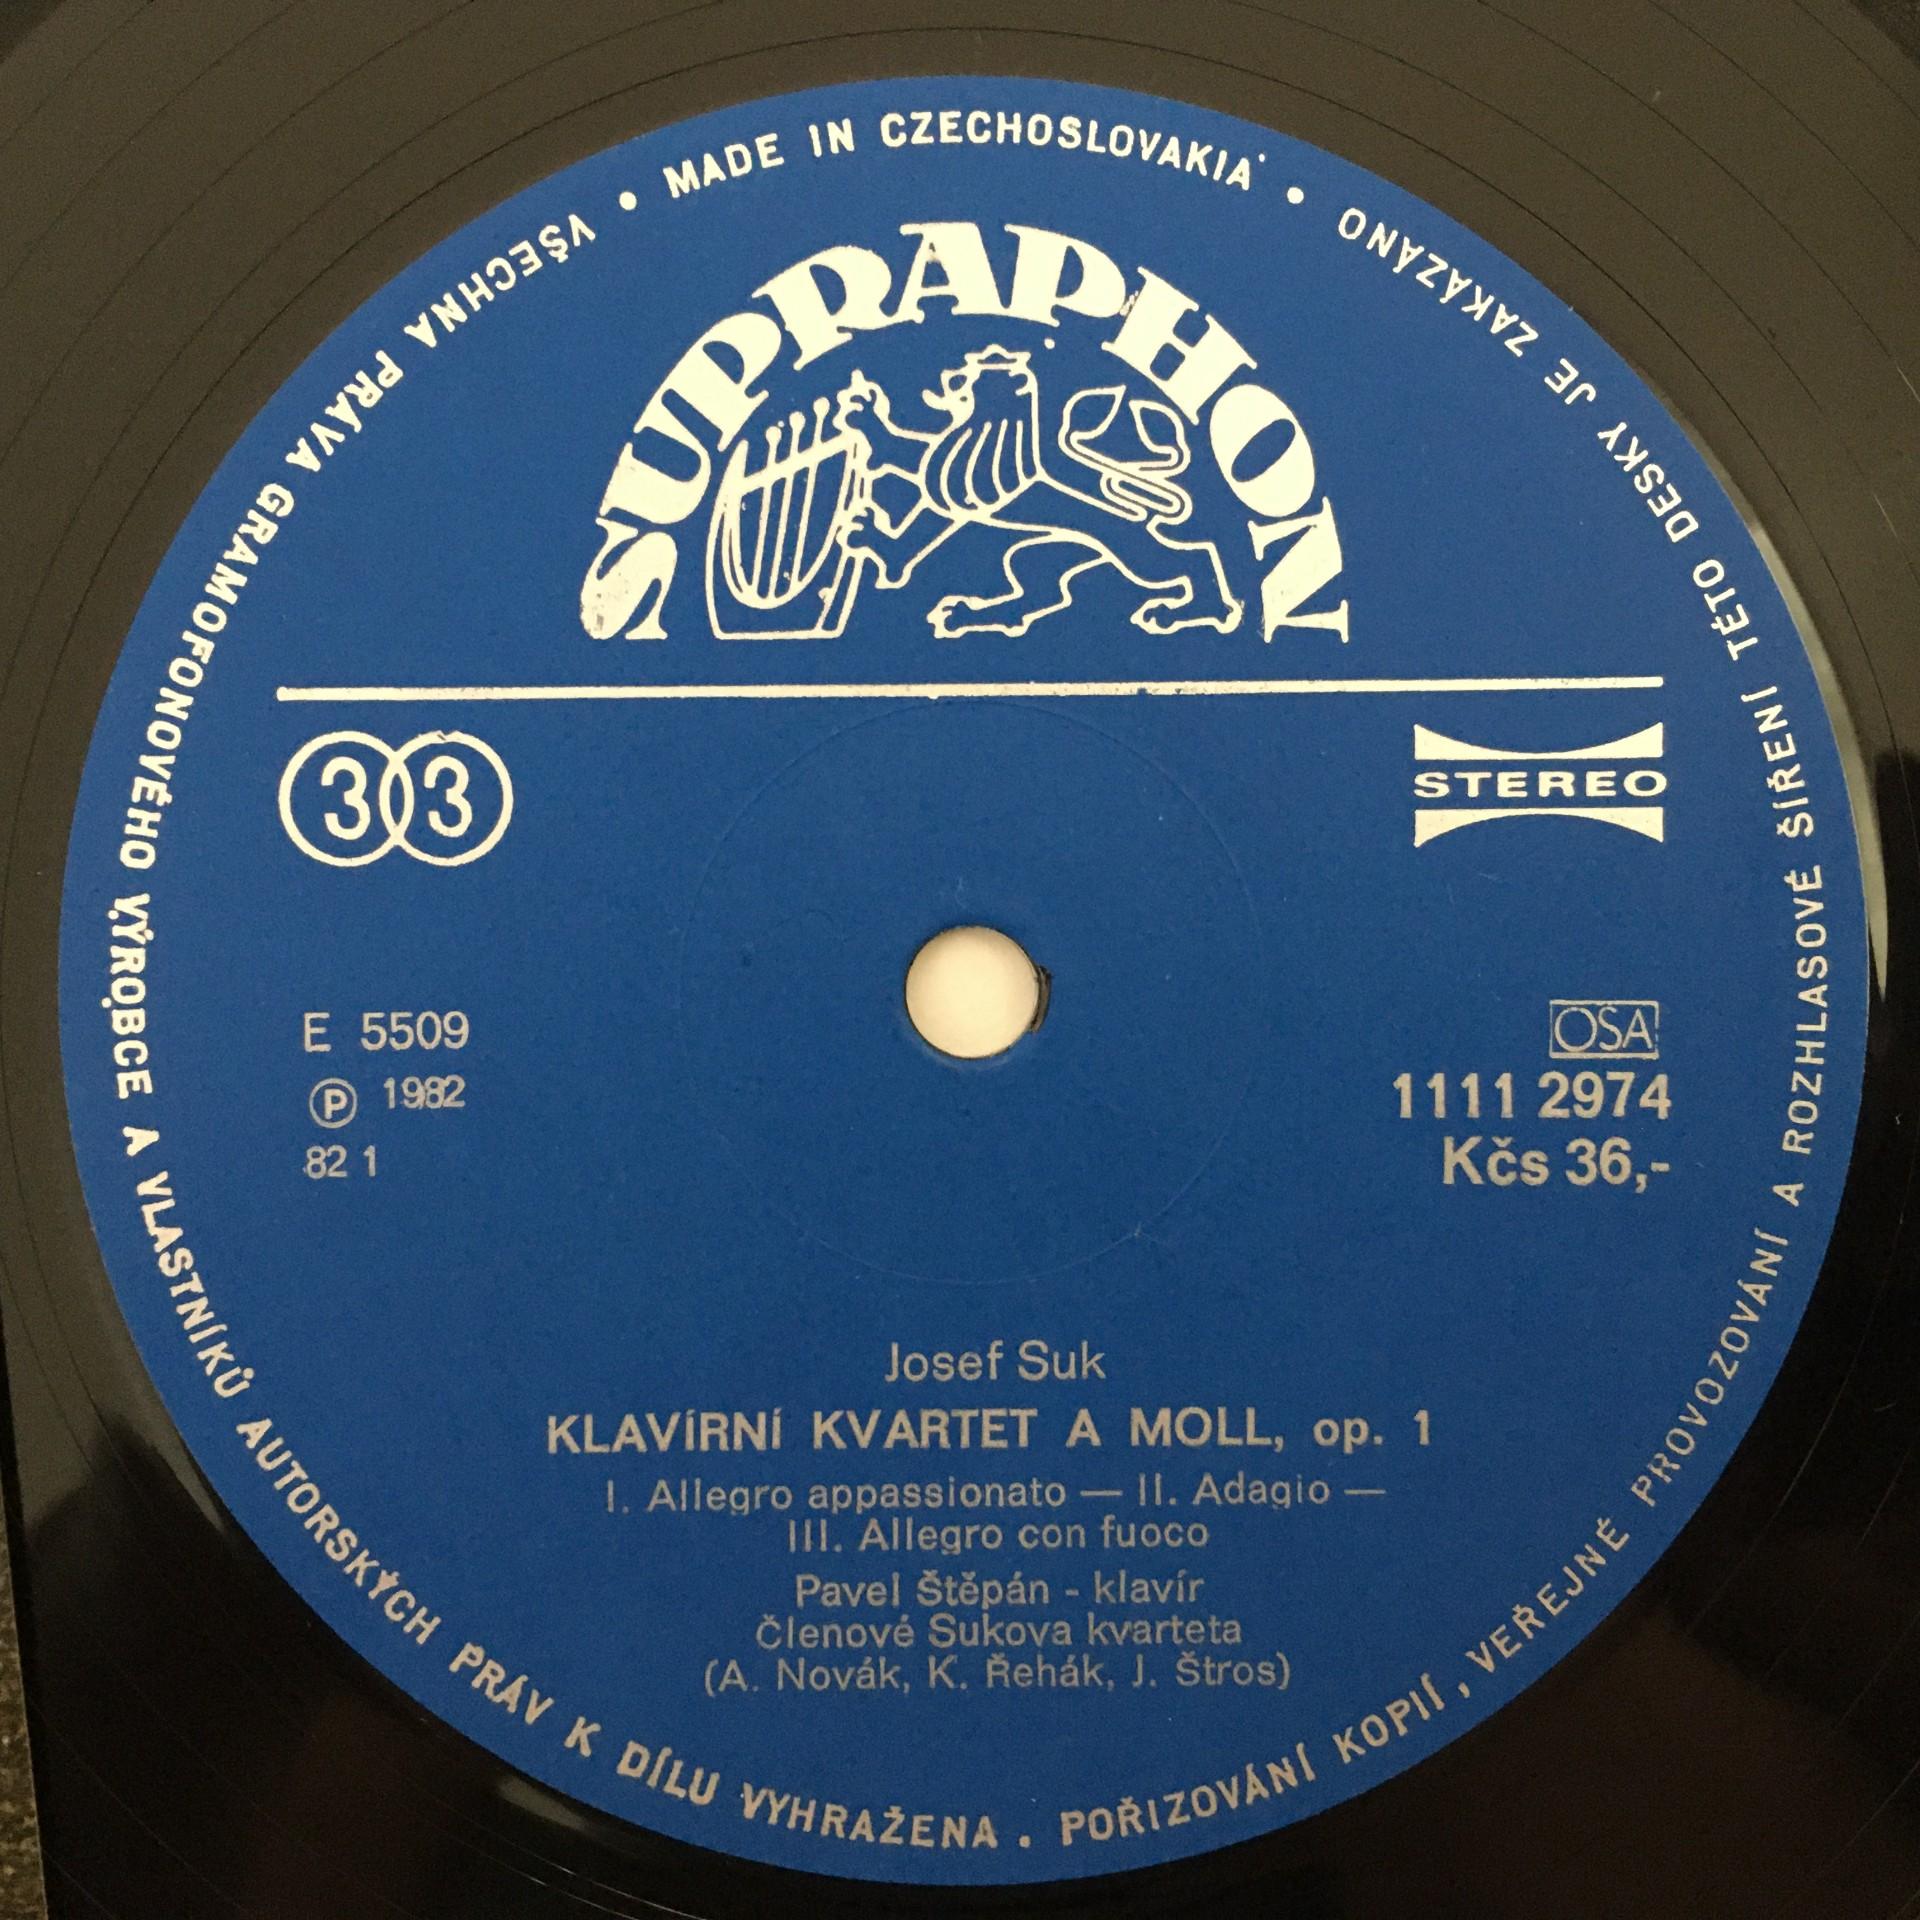 MADE IN CZECHOSLOVAKIA •
VŠECHNA PRÁVA GRAMOFONOVÉHO VÝROBCE A VLASTNÍKŮ AUTORSKÝCH PRÁV K DÍLU VYHRAŽENA . POŘIZOVÁNÍ KOPIÍ, VEŘEJNÉ PROVOZOVÁNÍ A ROZHLASOVÉ ŠÍŘENÍ TÉTO DESKY JE ZAKÁZÁNO •
SUPRAPHON
33
STEREO
E 5509
Ⓟ 1982
82 1
OSA
1111 2974
Kčs 36,-
Josef Suk
KLAVÍRNÍ KVARTET A MOLL, op. 1
I. Allegro appassionato — II. Adagio —
III. Allegro con fuoco
Pavel Štěpán - klavír
Členové Sukova kvarteta
(A. Novák, K. Řehák, J. Štros)